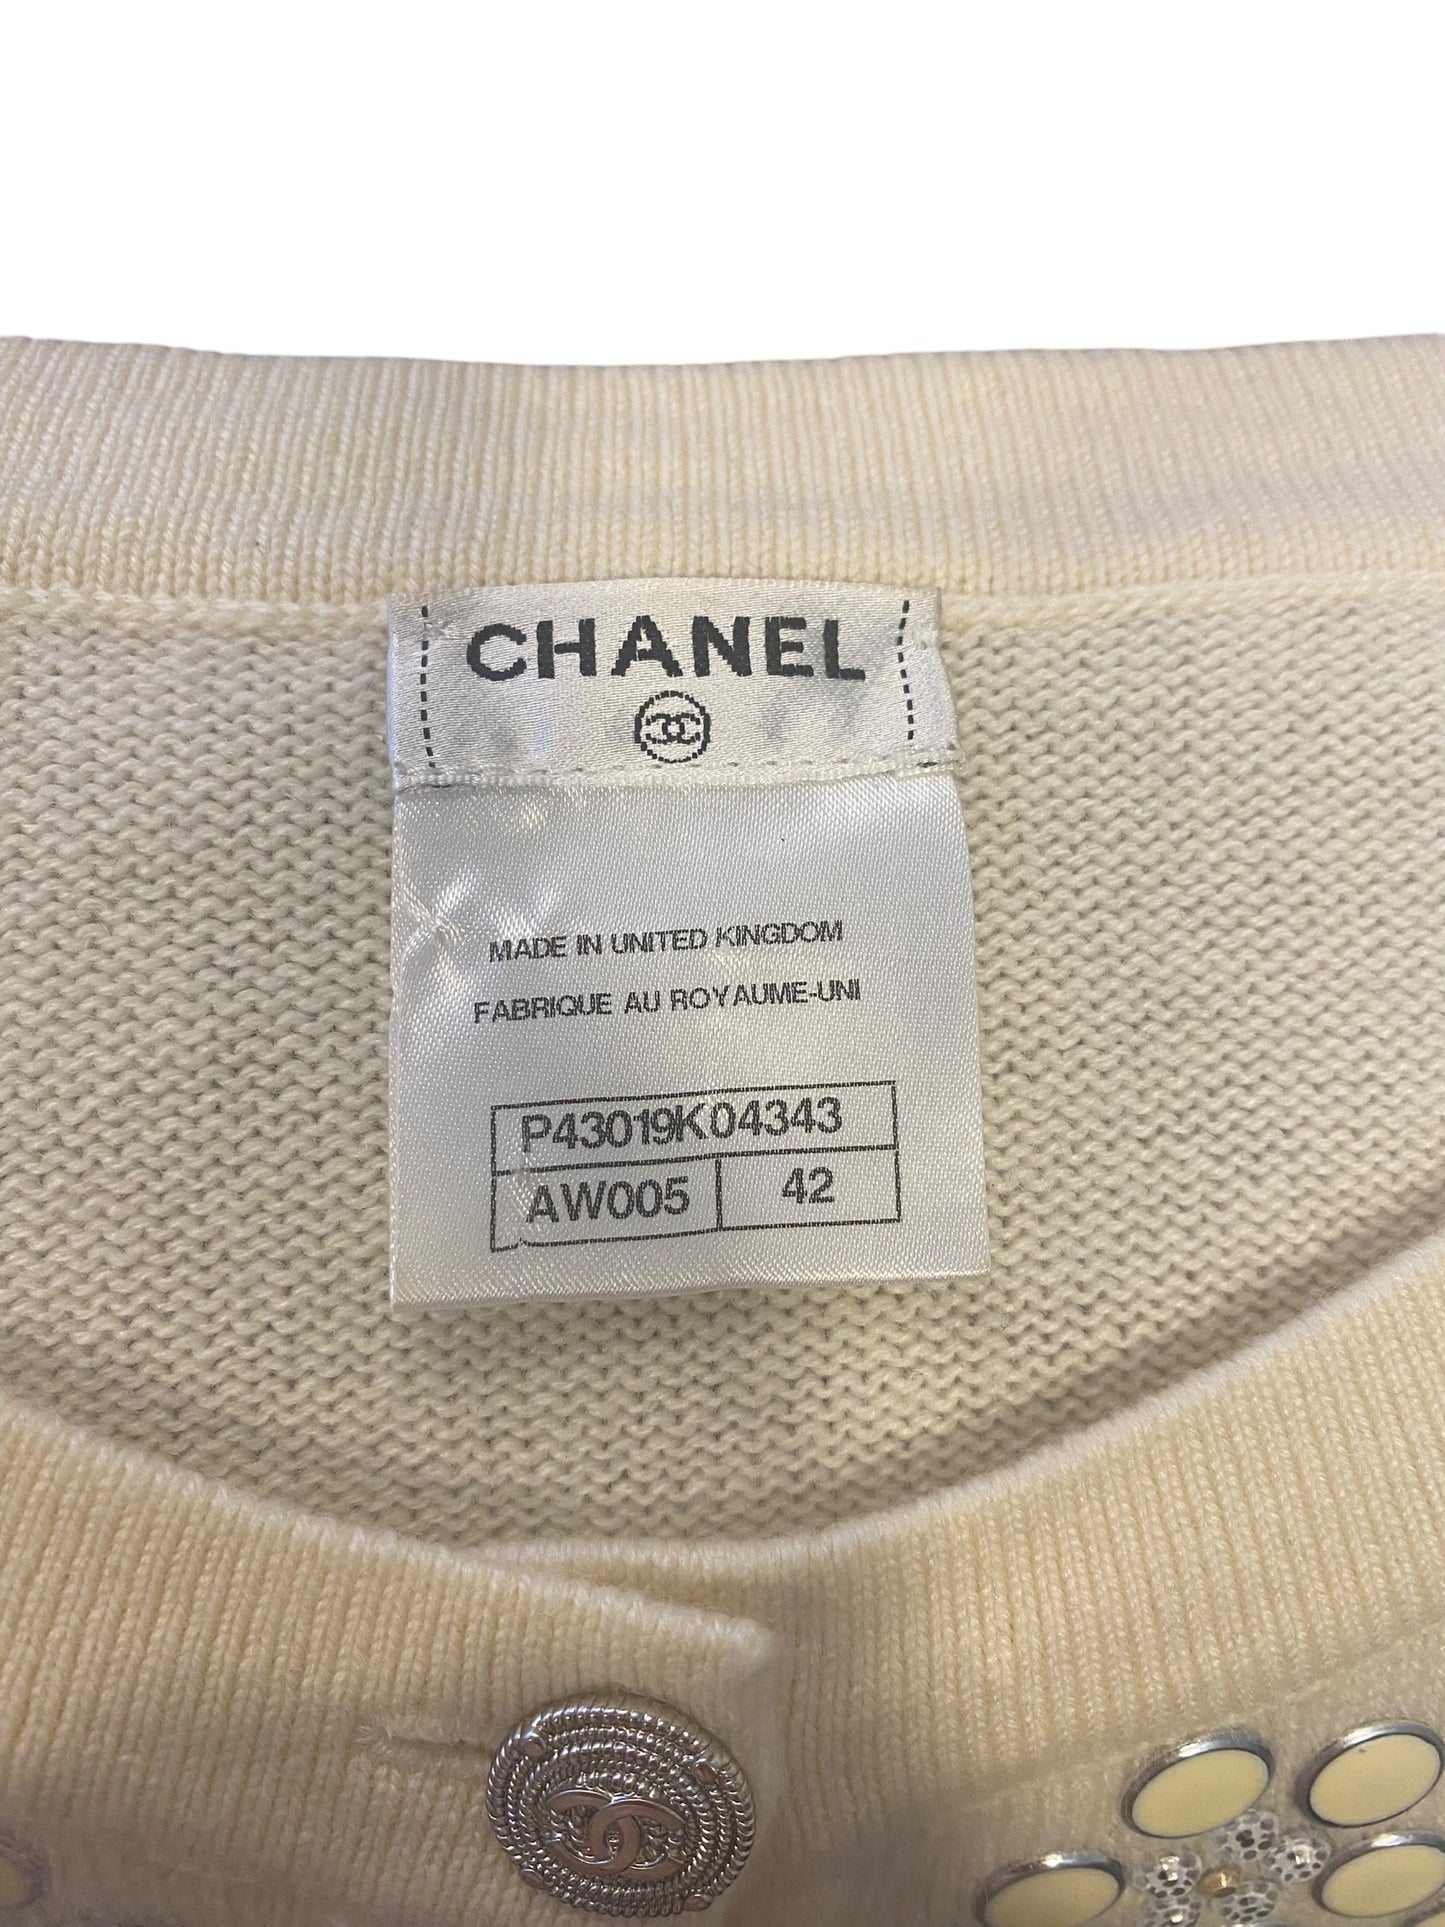 CHANEL
MADE IN UNITED KINGDOM
FABRIQUE AU ROYAUME-UNI
P43019K04343
AW005 42